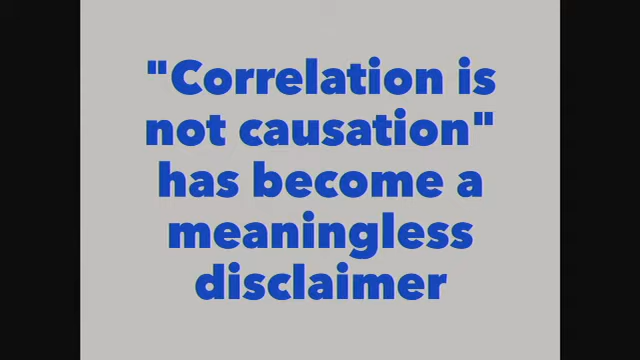 "Correlation is
not causation"
has become a
meaningless
disclaimer